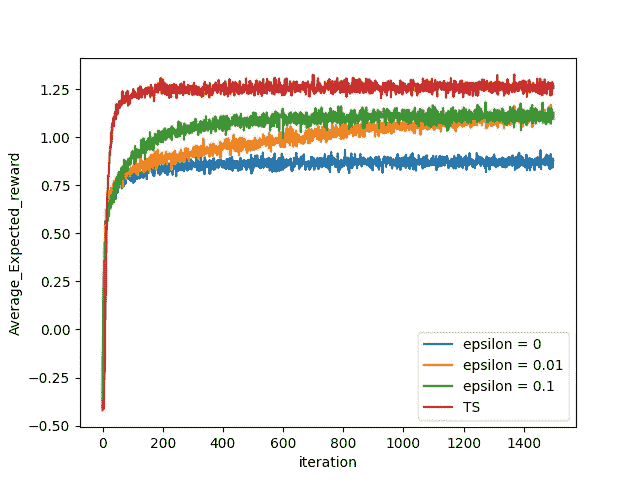 Average_Expected_reward
1.25
1.00
0.75
0.50
0.25
0.00
−0.25
−0.50
0 200 400 600 800 1000 1200 1400
iteration
epsilon = 0
epsilon = 0.01
epsilon = 0.1
TS